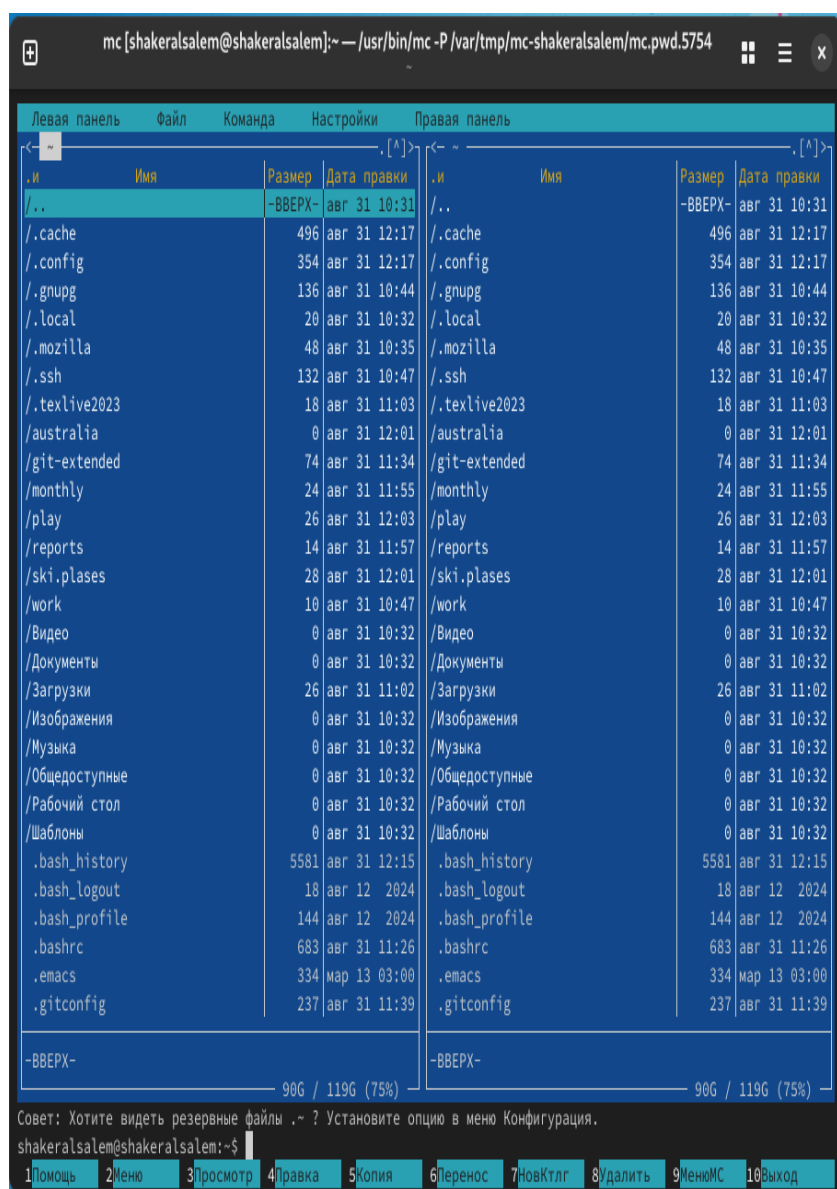 mc [shakeralsalem@shakeralsalem]:~ — /usr/bin/mc -P /var/tmp/mc-shakeralsalem/mc.pwd.5754
~
Левая панель Файл Команда Настройки Правая панель
<- ~ .[^]> <- ~ .[^]>
.и Имя Размер Дата правки .и Имя Размер Дата правки
/.. -ВВЕРХ- авг 31 10:31 /.. -ВВЕРХ- авг 31 10:31
/.cache 496 авг 31 12:17 /.cache 496 авг 31 12:17
/.config 354 авг 31 12:17 /.config 354 авг 31 12:17
/.gnupg 136 авг 31 10:44 /.gnupg 136 авг 31 10:44
/.local 20 авг 31 10:32 /.local 20 авг 31 10:32
/.mozilla 48 авг 31 10:35 /.mozilla 48 авг 31 10:35
/.ssh 132 авг 31 10:47 /.ssh 132 авг 31 10:47
/.texlive2023 18 авг 31 11:03 /.texlive2023 18 авг 31 11:03
/australia 0 авг 31 12:01 /australia 0 авг 31 12:01
/git-extended 74 авг 31 11:34 /git-extended 74 авг 31 11:34
/monthly 24 авг 31 11:55 /monthly 24 авг 31 11:55
/play 26 авг 31 12:03 /play 26 авг 31 12:03
/reports 14 авг 31 11:57 /reports 14 авг 31 11:57
/ski.plases 28 авг 31 12:01 /ski.plases 28 авг 31 12:01
/work 10 авг 31 10:47 /work 10 авг 31 10:47
/Видео 0 авг 31 10:32 /Видео 0 авг 31 10:32
/Документы 0 авг 31 10:32 /Документы 0 авг 31 10:32
/Загрузки 26 авг 31 11:02 /Загрузки 26 авг 31 11:02
/Изображения 0 авг 31 10:32 /Изображения 0 авг 31 10:32
/Музыка 0 авг 31 10:32 /Музыка 0 авг 31 10:32
/Общедоступные 0 авг 31 10:32 /Общедоступные 0 авг 31 10:32
/Рабочий стол 0 авг 31 10:32 /Рабочий стол 0 авг 31 10:32
/Шаблоны 0 авг 31 10:32 /Шаблоны 0 авг 31 10:32
.bash_history 5581 авг 31 12:15 .bash_history 5581 авг 31 12:15
.bash_logout 18 авг 12 2024 .bash_logout 18 авг 12 2024
.bash_profile 144 авг 12 2024 .bash_profile 144 авг 12 2024
.bashrc 683 авг 31 11:26 .bashrc 683 авг 31 11:26
.emacs 334 мар 13 03:00 .emacs 334 мар 13 03:00
.gitconfig 237 авг 31 11:39 .gitconfig 237 авг 31 11:39
-ВВЕРХ- -ВВЕРХ-
90G / 119G (75%) 90G / 119G (75%)
Совет: Хотите видеть резервные файлы .~ ? Установите опцию в меню Конфигурация.
shakeralsalem@shakeralsalem:~$
1Помощь 2Меню 3Просмотр 4Правка 5Копия 6Перенос 7НовКтлг 8Удалить 9МенюМС 10Выход